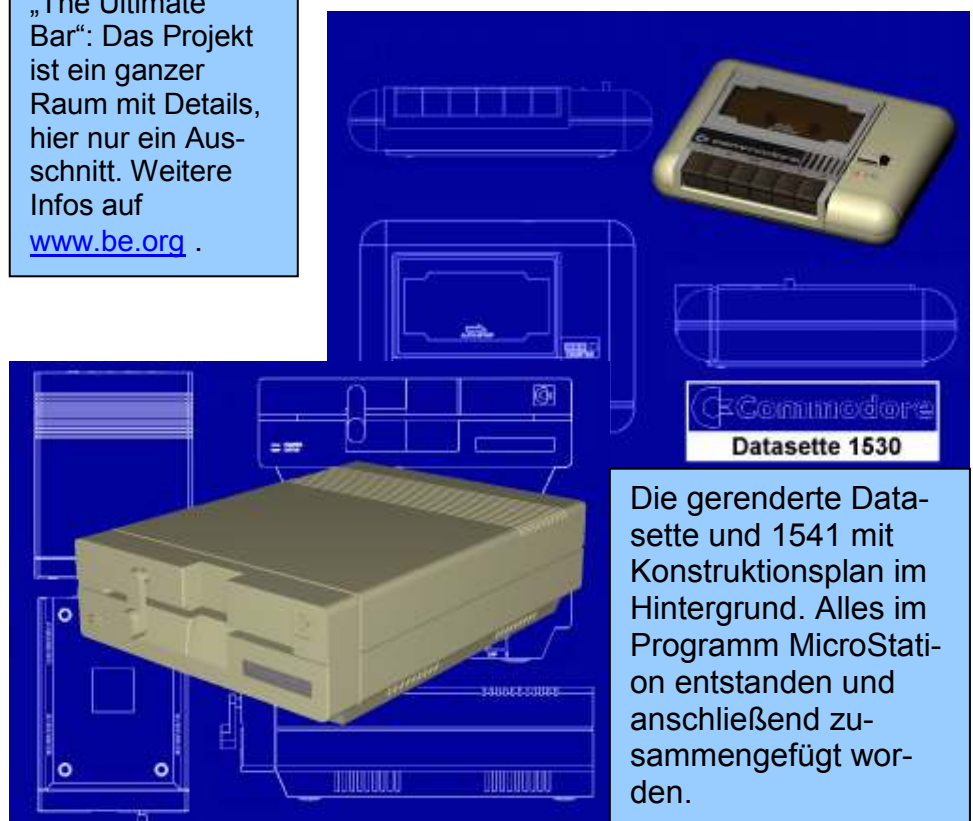 „The Ultimate
Bar“: Das Projekt
ist ein ganzer
Raum mit Details,
hier nur ein Aus-
schnitt. Weitere
Infos auf
www.be.org .
Commodore
Datasette 1530
Die gerenderte Data-
sette und 1541 mit
Konstruktionsplan im
Hintergrund. Alles im
Programm MicroStati-
on entstanden und
anschließend zu-
sammengefügt wor-
den.